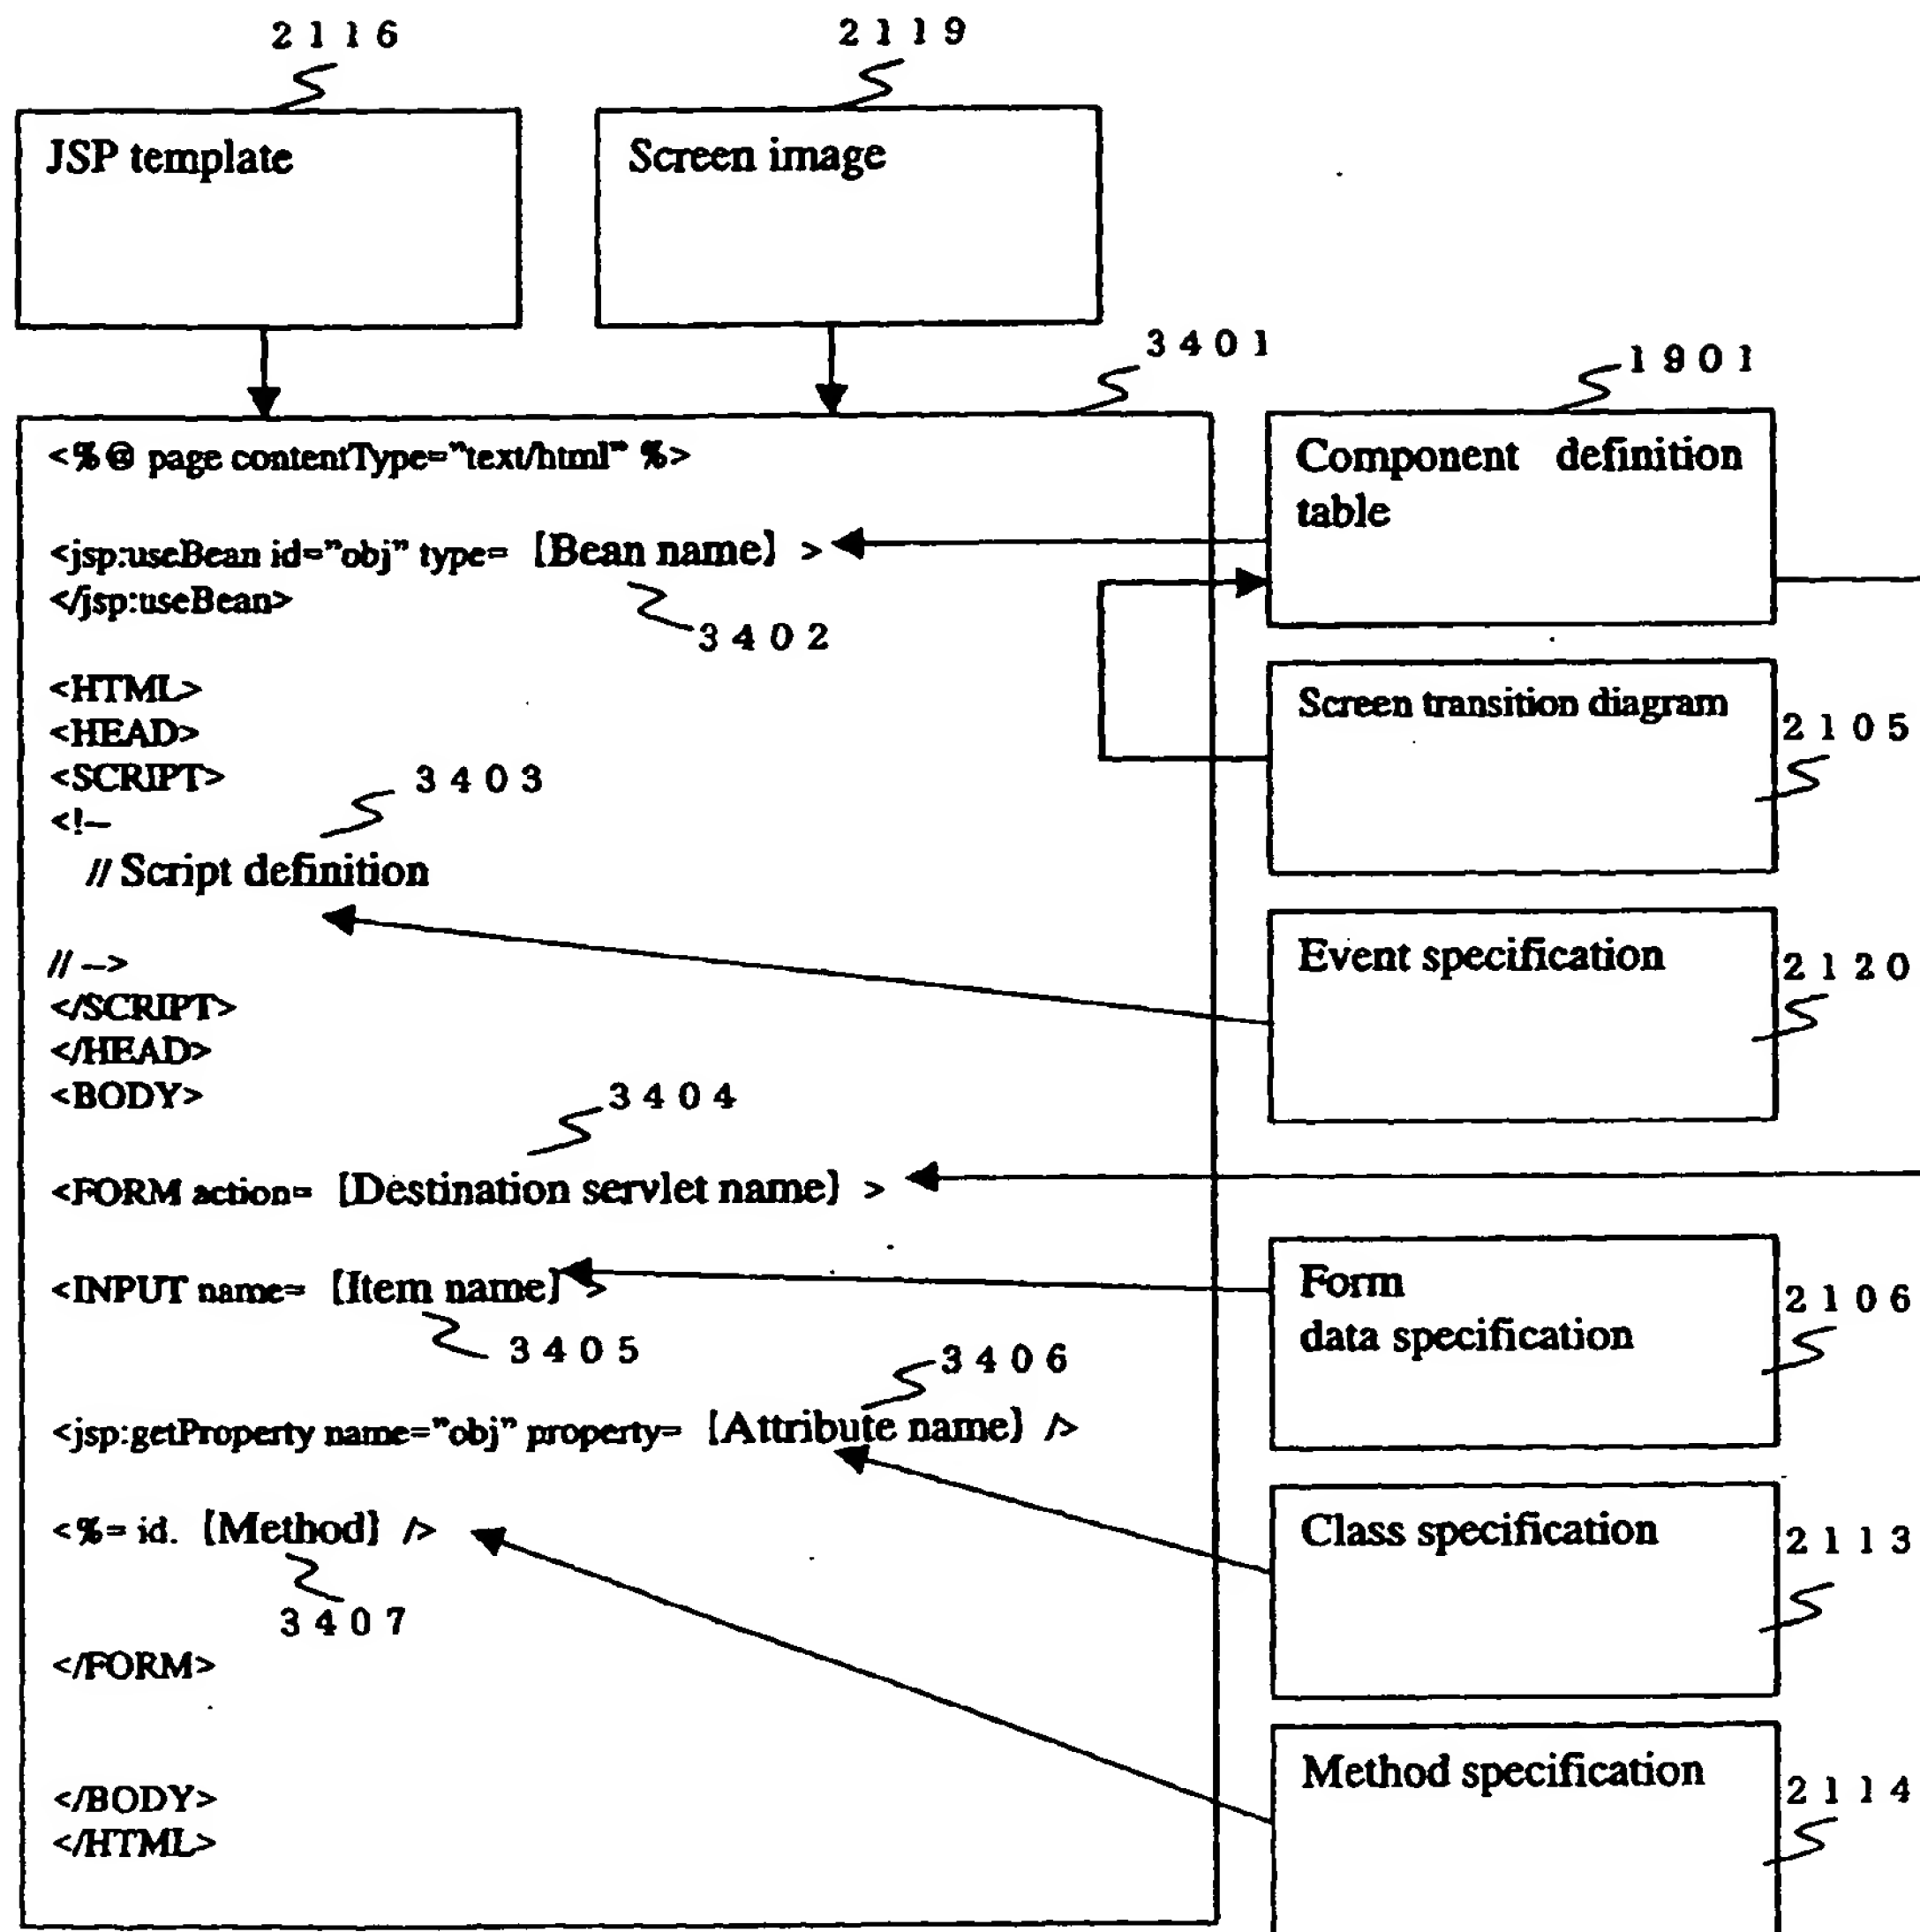 2116
2119
JSP template
Screen image
3401
1901
<%@ page contentType="text/html" %>
<jsp:useBean id="obj" type= [Bean name] >
</jsp:useBean>
3402
<HTML>
<HEAD>
<SCRIPT>
3403
<!--
// Script definition
// -->
</SCRIPT>
</HEAD>
<BODY>
3404
<FORM action= [Destination servlet name] >
<INPUT name= [Item name] >
3405
3406
<jsp:getProperty name="obj" property= [Attribute name] />
<%= id. [Method] />
3407
</FORM>
</BODY>
</HTML>
Component definition
table
Screen transition diagram
2105
Event specification
2120
Form
data specification
2106
Class specification
2113
Method specification
2114